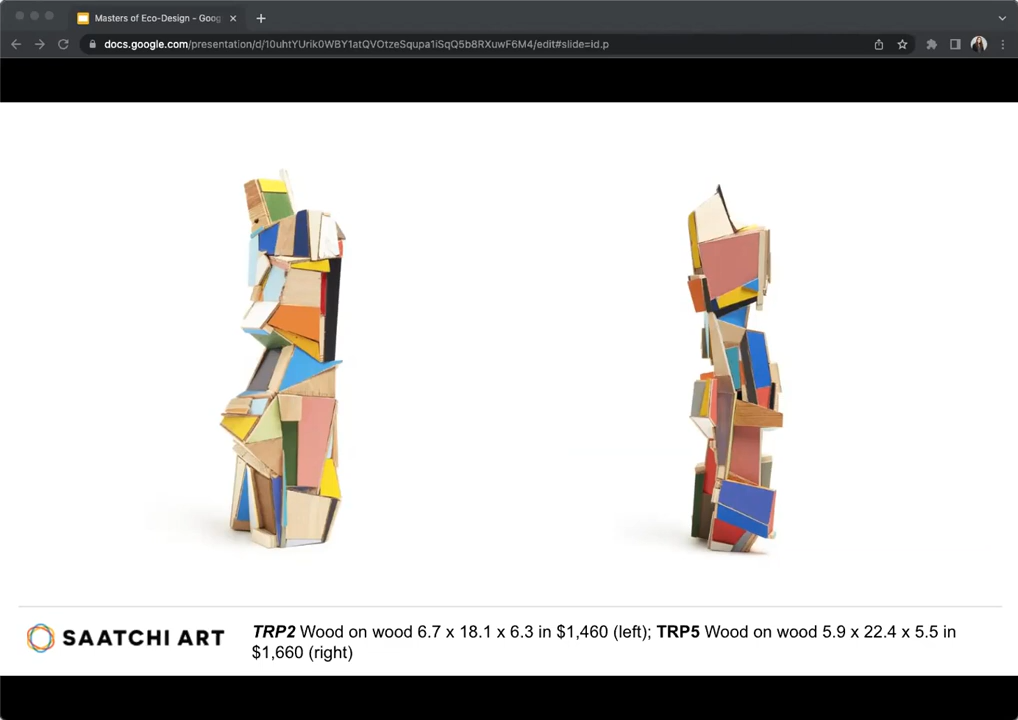 Masters of Eco-Design - Goog
docs.google.com/presentation/d/10uhtYUrik0WBY1atQVOtzeSqupa1iSqQ5b8RXuwF6M4/edit#slide=id.p
SAATCHI ART
TRP2 Wood on wood 6.7 x 18.1 x 6.3 in $1,460 (left); TRP5 Wood on wood 5.9 x 22.4 x 5.5 in
$1,660 (right)